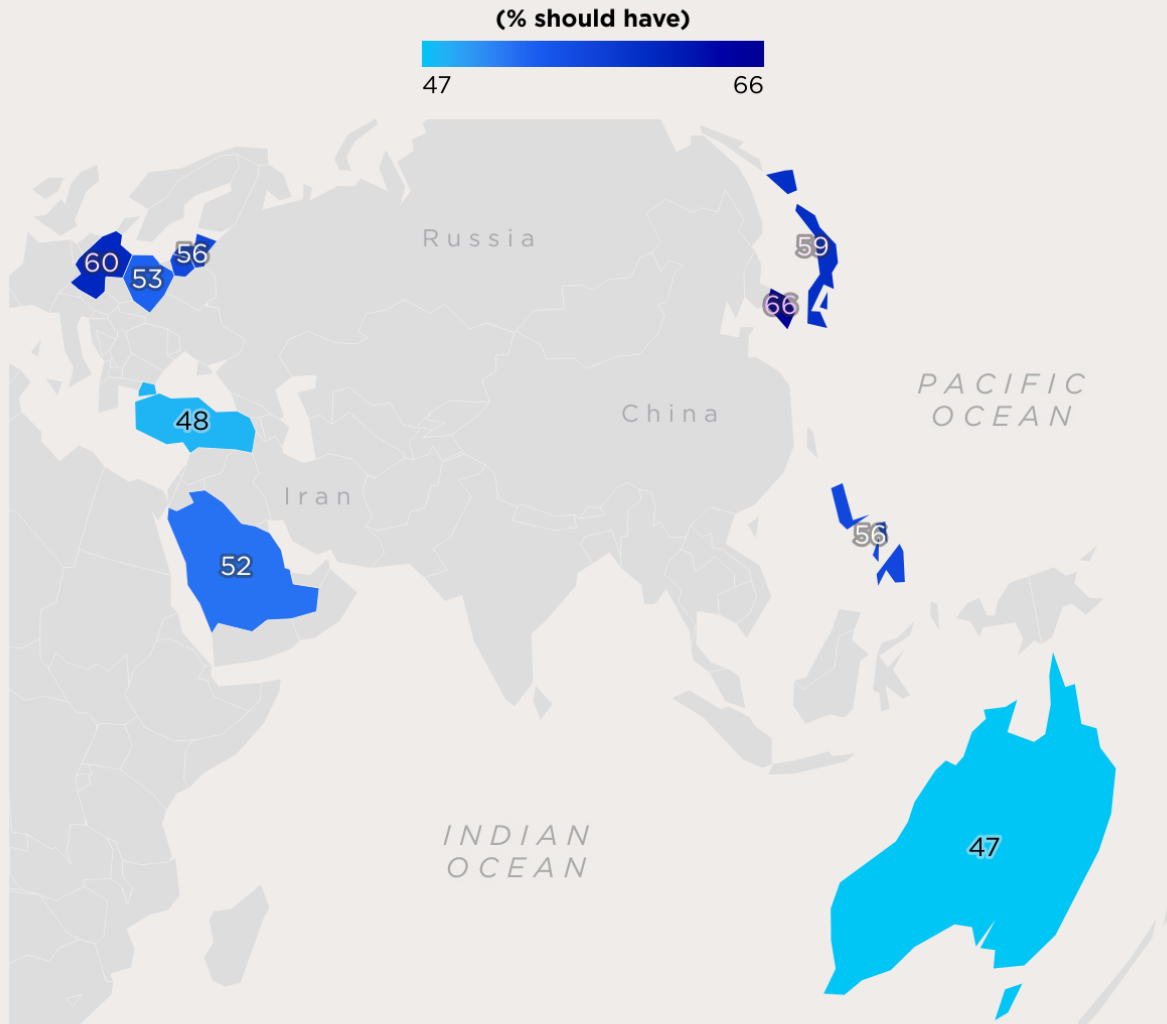 (% should have)
47 66
Russia
60
53
56
59
66
PACIFIC
OCEAN
48
China
Iran
52
56
INDIAN
OCEAN
47